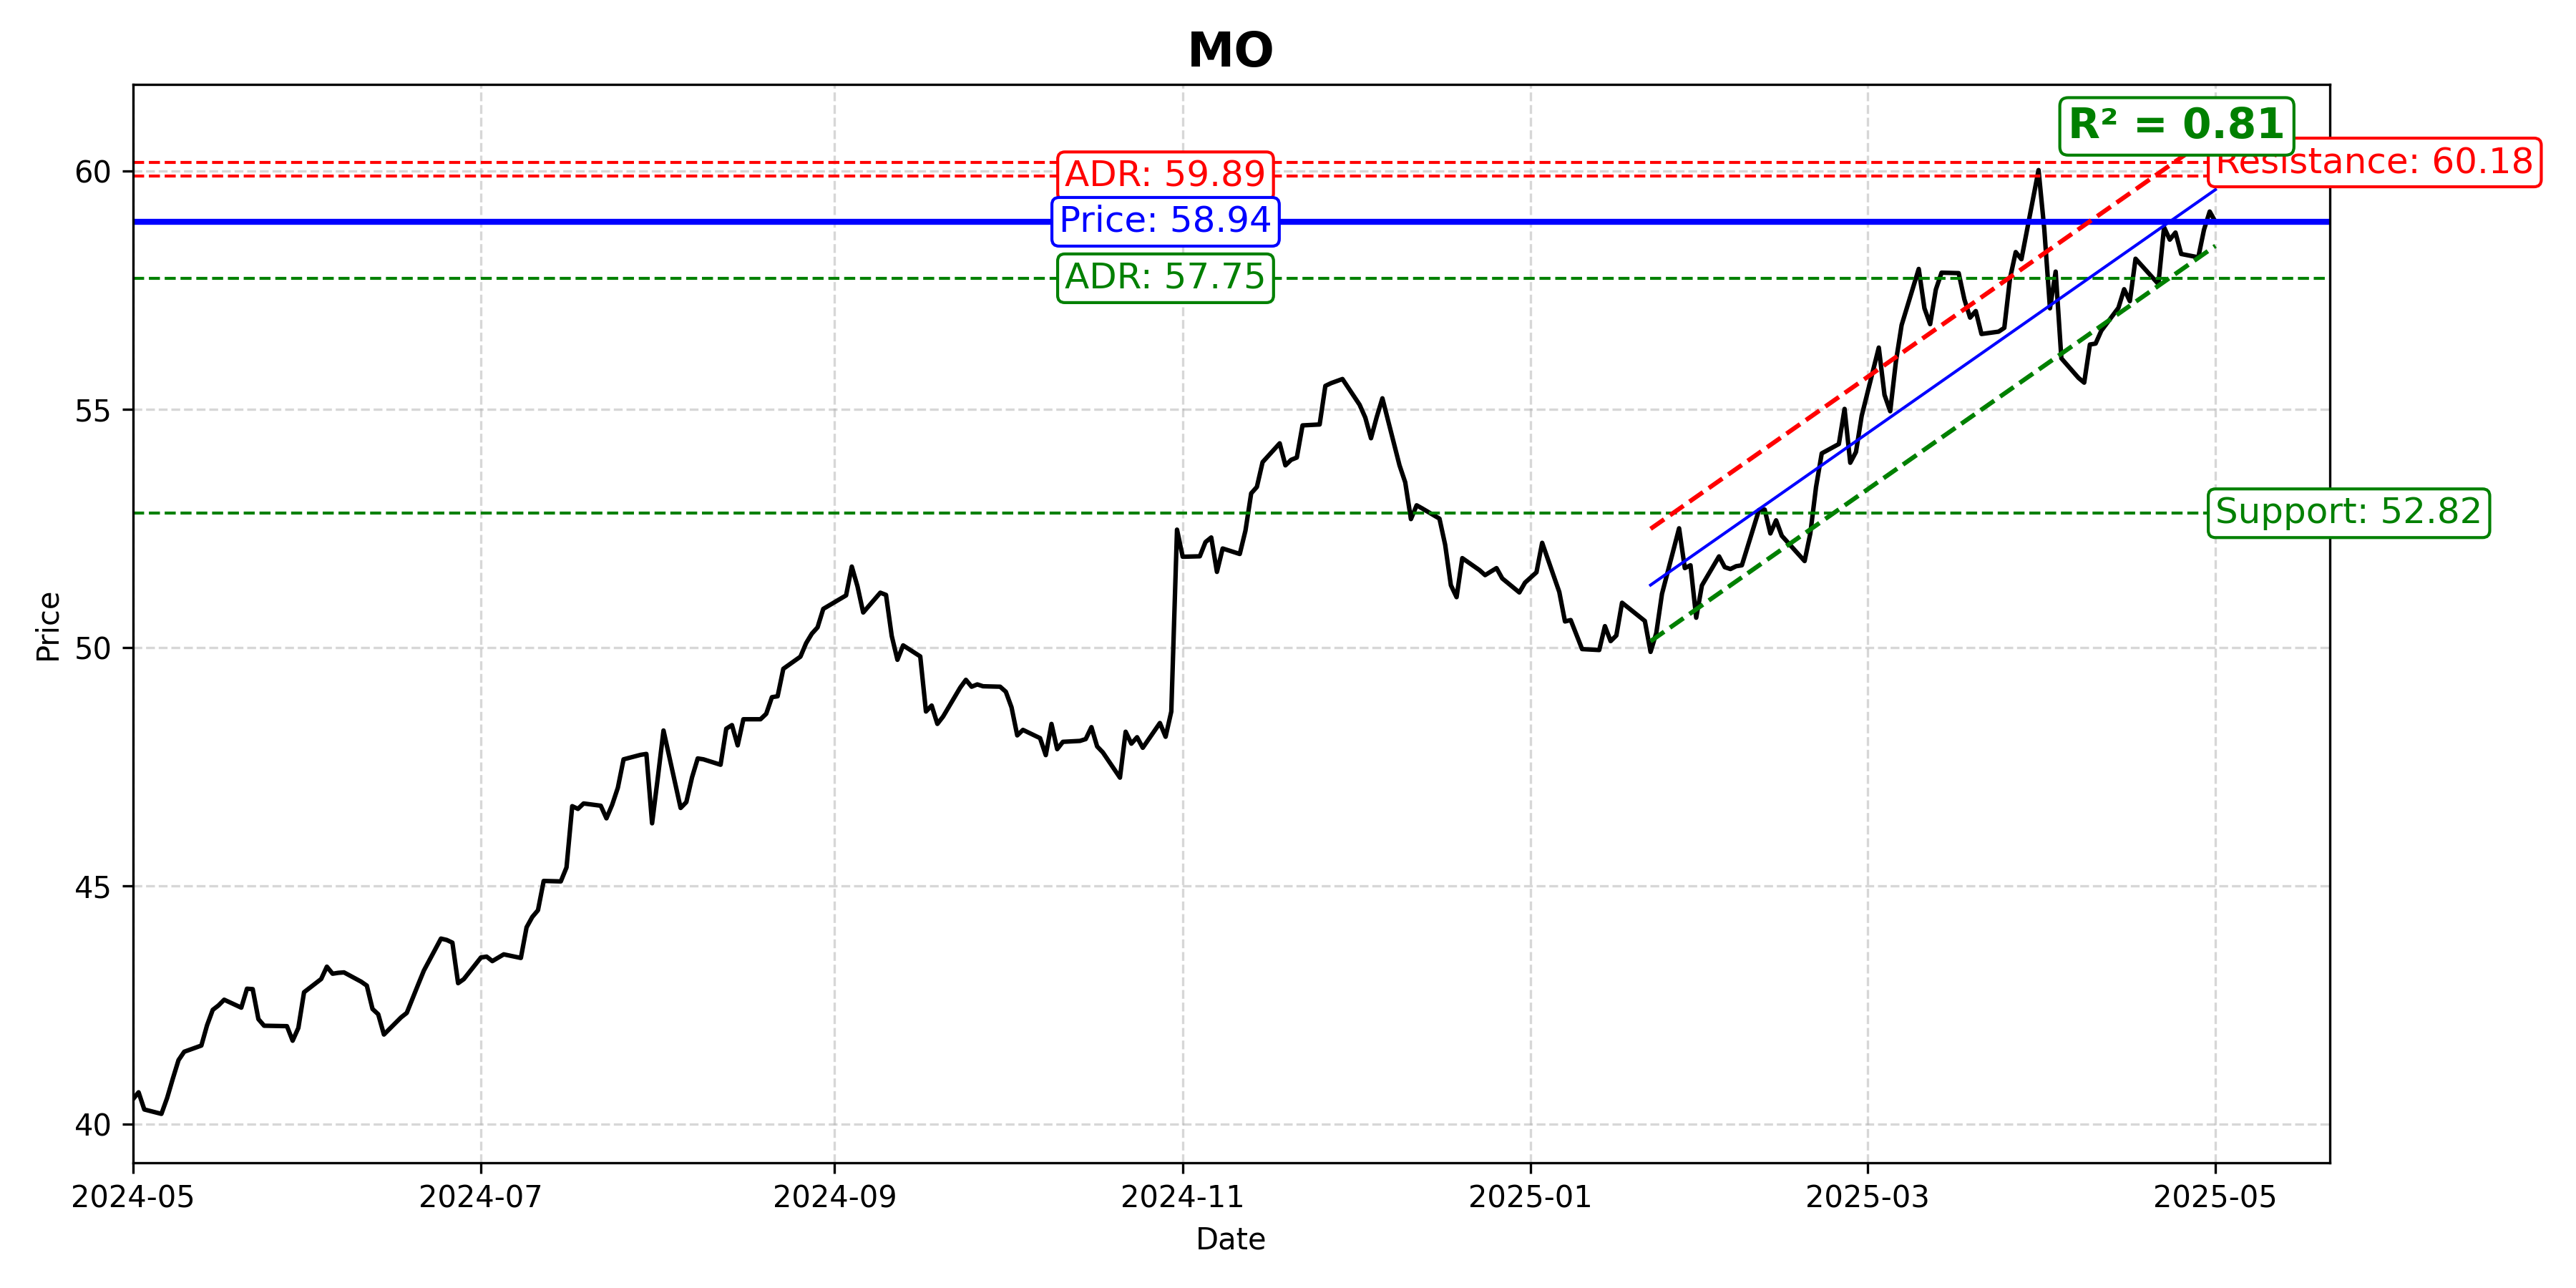 MO
R² = 0.81
Resistance: 60.18
ADR: 59.89
Price: 58.94
ADR: 57.75
Support: 52.82
Price
60
55
50
45
40
2024-05
2024-07
2024-09
2024-11
2025-01
2025-03
2025-05
Date